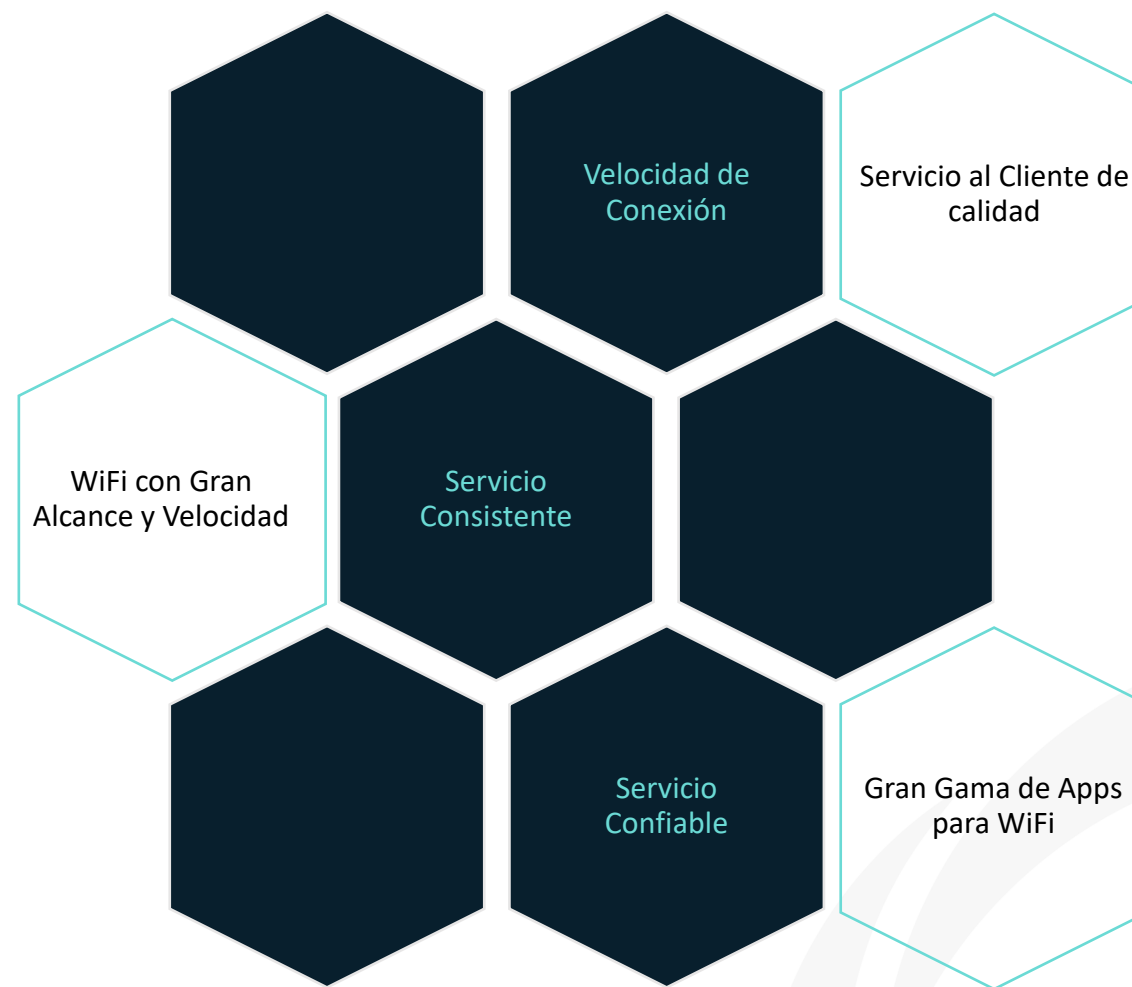 Velocidad de
Conexión
Servicio al Cliente de
calidad
WiFi con Gran
Alcance y Velocidad
Servicio
Consistente
Servicio
Confiable
Gran Gama de Apps
para WiFi